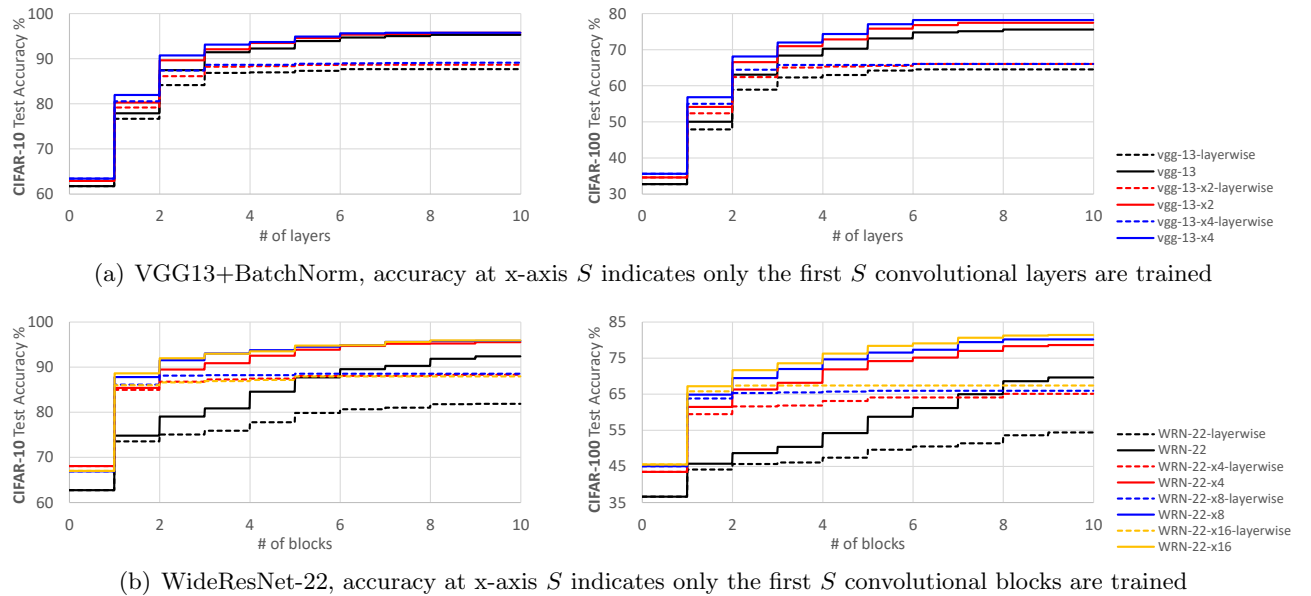 CIFAR-10 Test Accuracy %
100
90
80
70
60
0 2 4 6 8 10
# of layers
CIFAR-100 Test Accuracy %
80
70
60
50
40
30
0 2 4 6 8 10
# of layers
vgg-13-layerwise
vgg-13
vgg-13-x2-layerwise
vgg-13-x2
vgg-13-x4-layerwise
vgg-13-x4
(a) VGG13+BatchNorm, accuracy at x-axis S indicates only the first S convolutional layers are trained
CIFAR-10 Test Accuracy %
100
90
80
70
60
0 2 4 6 8 10
# of blocks
CIFAR-100 Test Accuracy %
85
75
65
55
45
35
0 2 4 6 8 10
# of blocks
WRN-22-layerwise
WRN-22
WRN-22-x4-layerwise
WRN-22-x4
WRN-22-x8-layerwise
WRN-22-x8
WRN-22-x16-layerwise
WRN-22-x16
(b) WideResNet-22, accuracy at x-axis S indicates only the first S convolutional blocks are trained